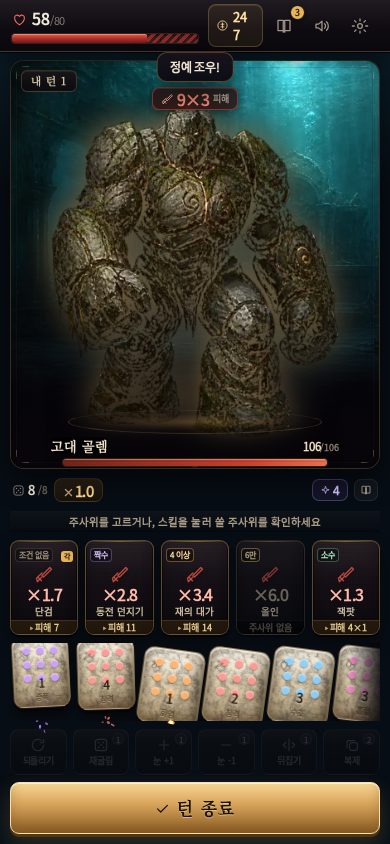 58/80
24
7
3
정예 조우!
내 턴 1
9×3 피해
고대 골렘
106/106
8/8
×1.0
4
주사위를 고르거나, 스킬을 눌러 쓸 주사위를 확인하세요
조건 없음 각 짝수 4 이상 6만 소수
×1.7 ×2.8 ×3.4 ×6.0 ×1.3
단검 동전 던지기 재의 대가 올인 잭팟
▸피해 7 ▸피해 11 ▸피해 14 주사위 없음 ▸피해 4×1
1 4 1 2 3 3
1 1 1 1 2
되돌리기 재굴림 눈 +1 눈 -1 뒤집기 복제
턴 종료